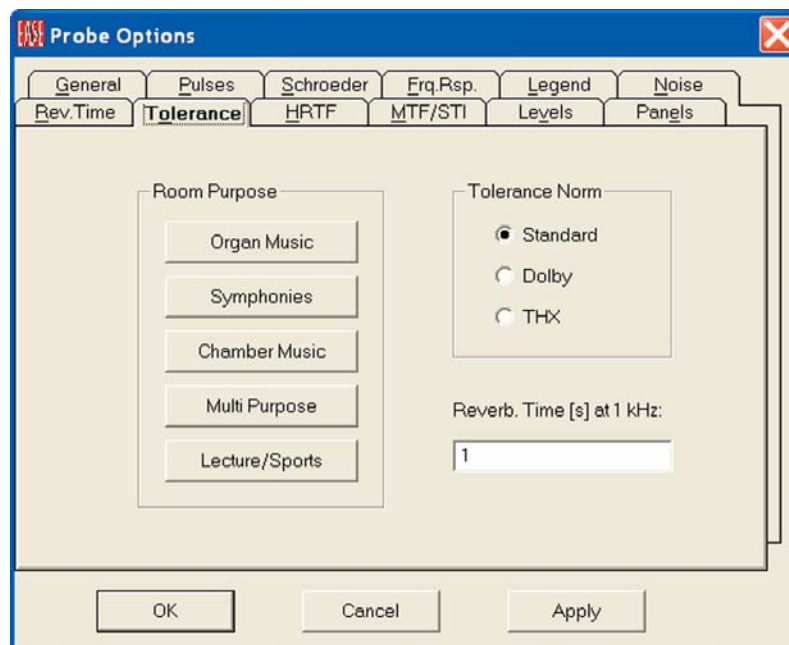 EASE Probe Options
General Pulses Schroeder Frq.Rsp. Legend Noise
Rev.Time Tolerance HRTF MTF/STI Levels Panels
Room Purpose
Organ Music
Symphonies
Chamber Music
Multi Purpose
Lecture/Sports
Tolerance Norm
Standard
Dolby
THX
Reverb. Time [s] at 1 kHz:
1
OK Cancel Apply